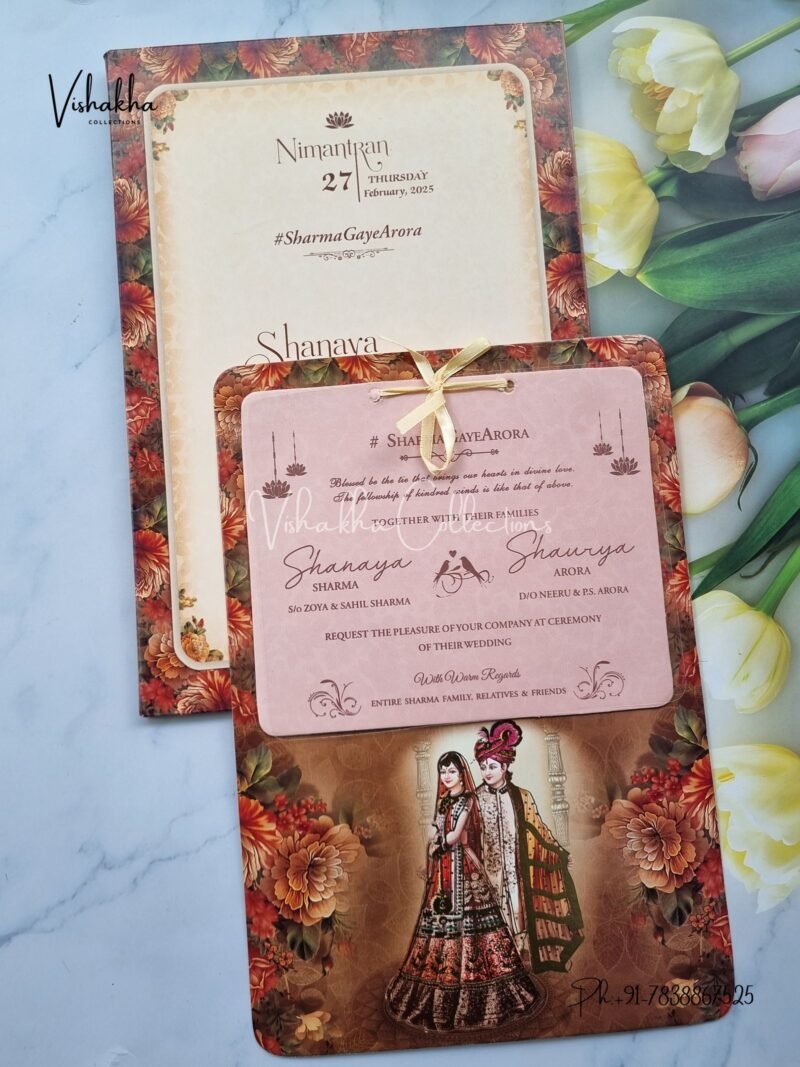 Vishakha
COLLECTIONS
Nimantran
27 THURSDAY
February, 2025
#SharmaGayeArora
Shanaya
# SHARMAGAYEARORA
Blessed be the tie that brings our hearts in divine love.
The fellowship of kindred minds is like that of above.
Vishakha Collections
TOGETHER WITH THEIR FAMILIES
Shanaya Shaurya
SHARMA ARORA
S/o ZOYA & SAHIL SHARMA D/O NEERU & P.S. ARORA
REQUEST THE PLEASURE OF YOUR COMPANY AT CEREMONY
OF THEIR WEDDING
With Warm Regards
ENTIRE SHARMA FAMILY, RELATIVES & FRIENDS
Ph.+91-7838867525